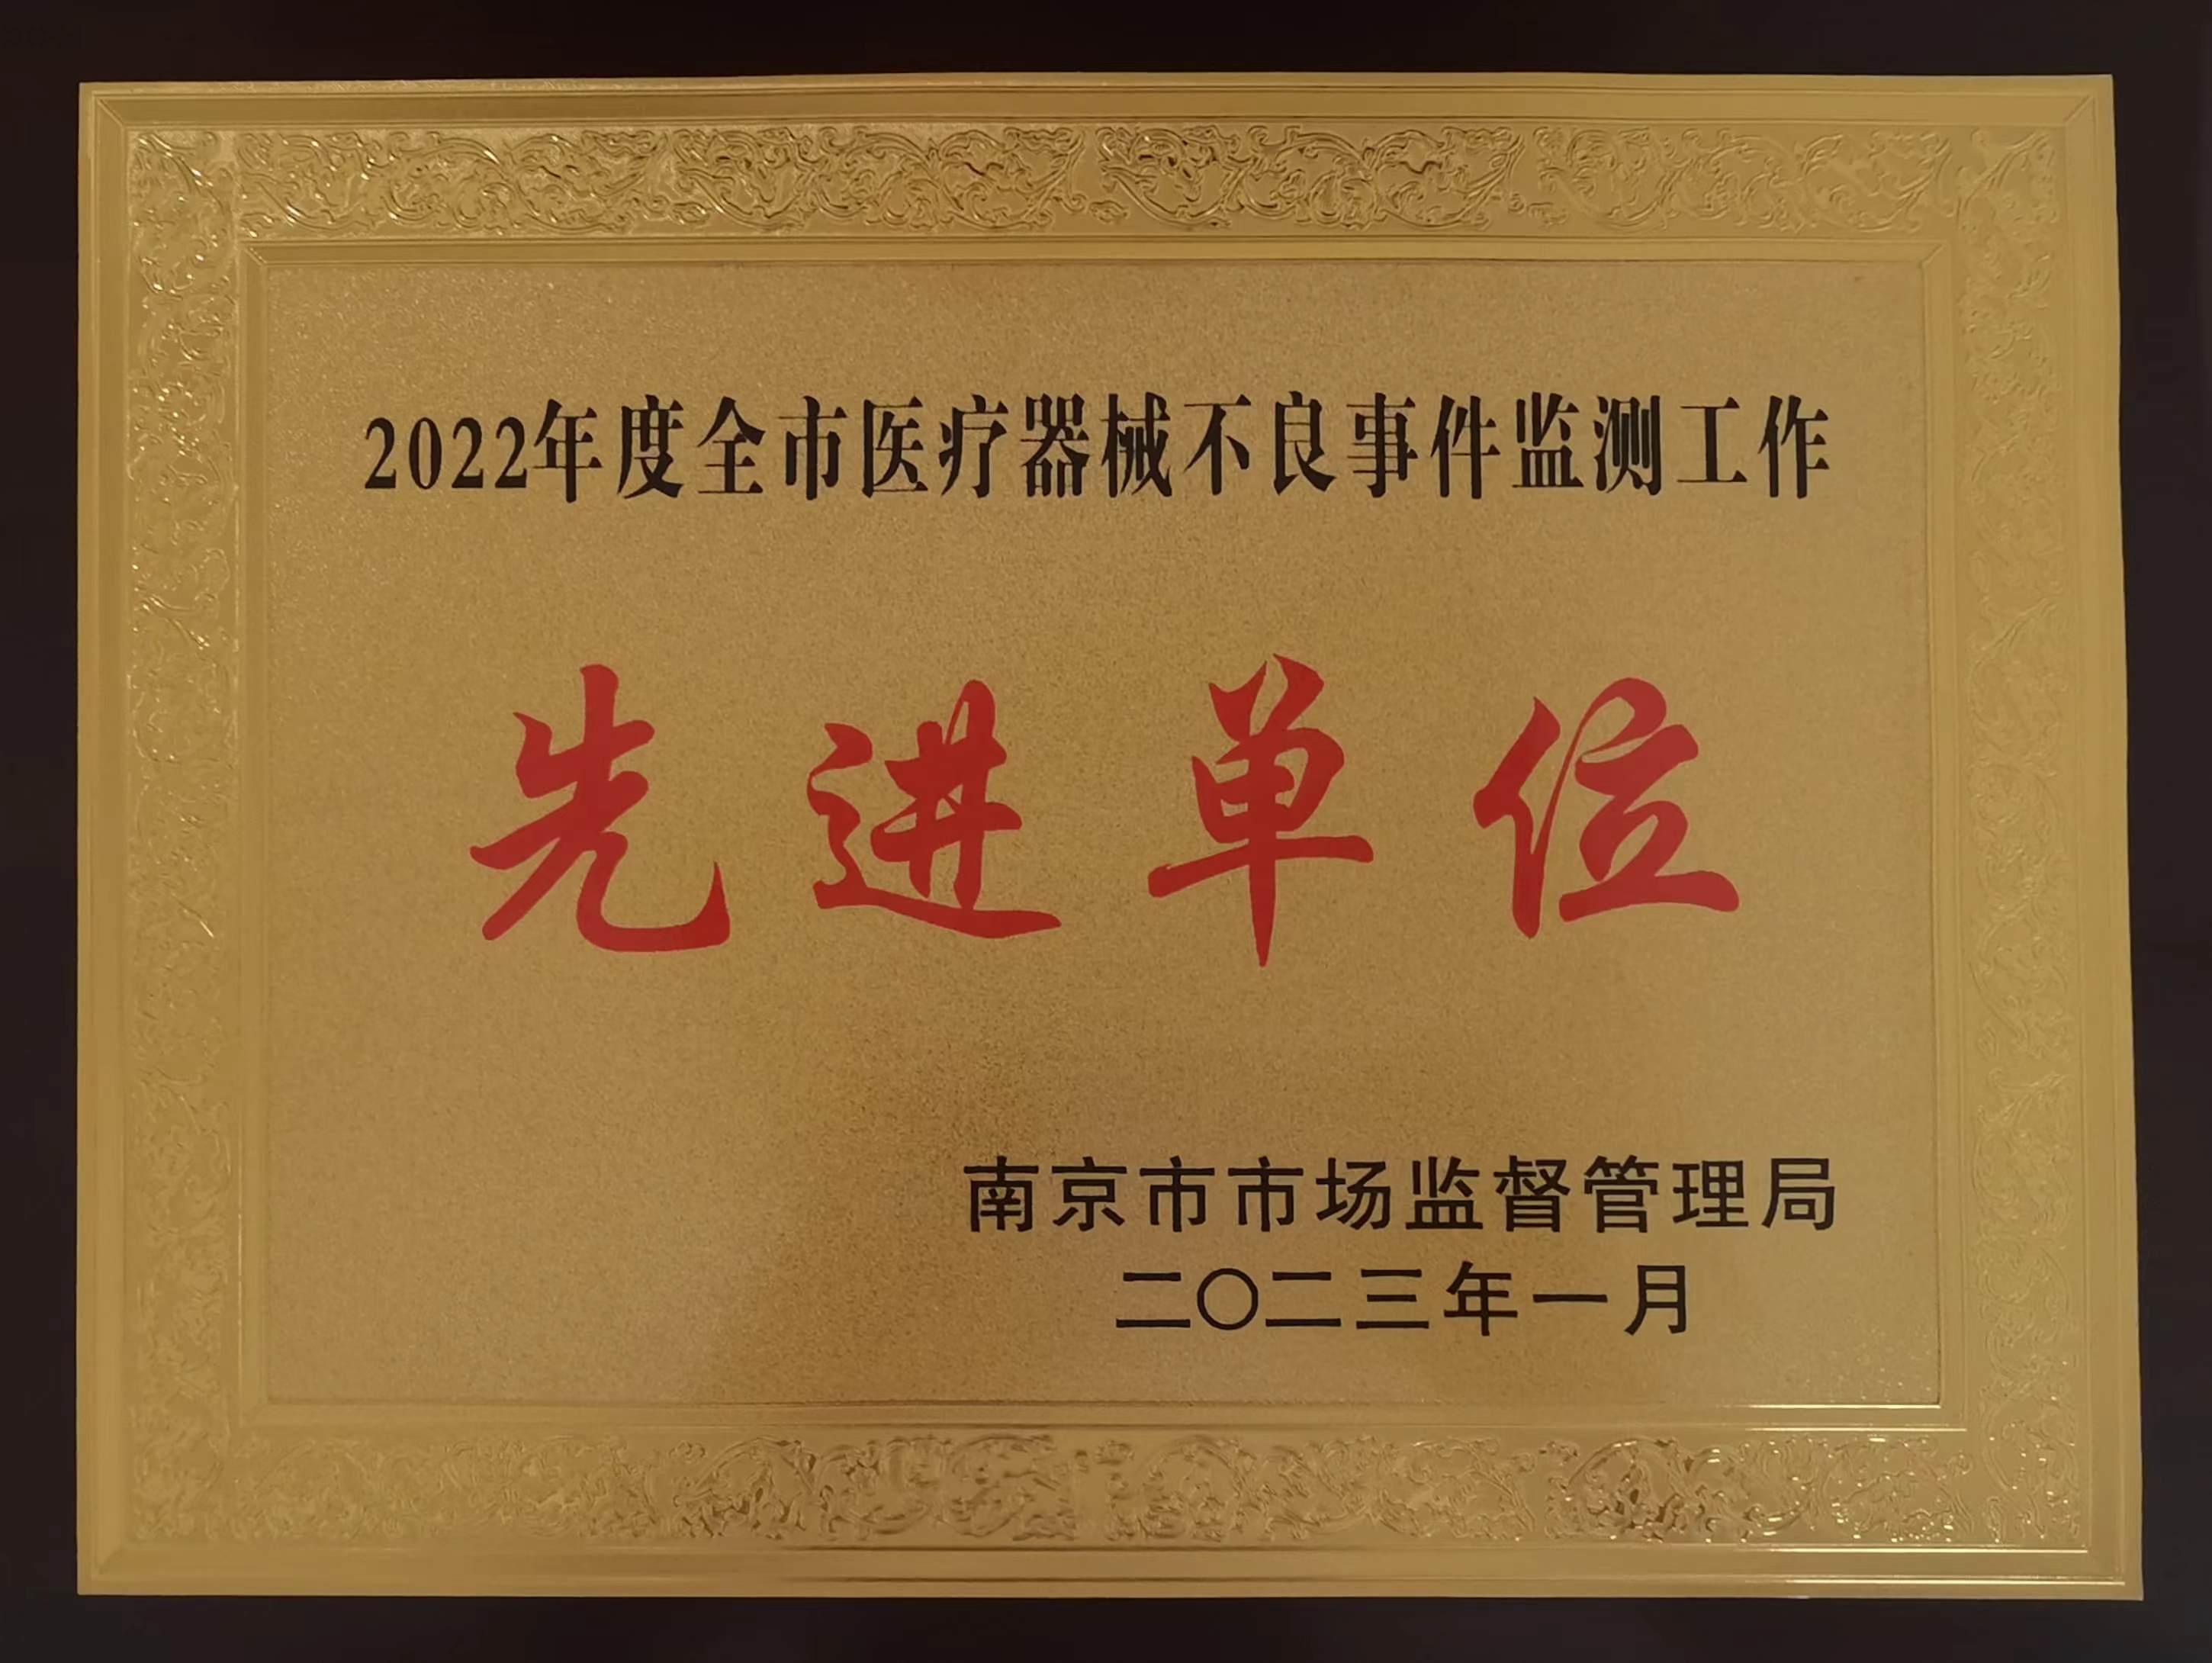 2022年度全市医疗器械不良事件监测工作
先进单位
南京市市场监督管理局
二〇二三年一月